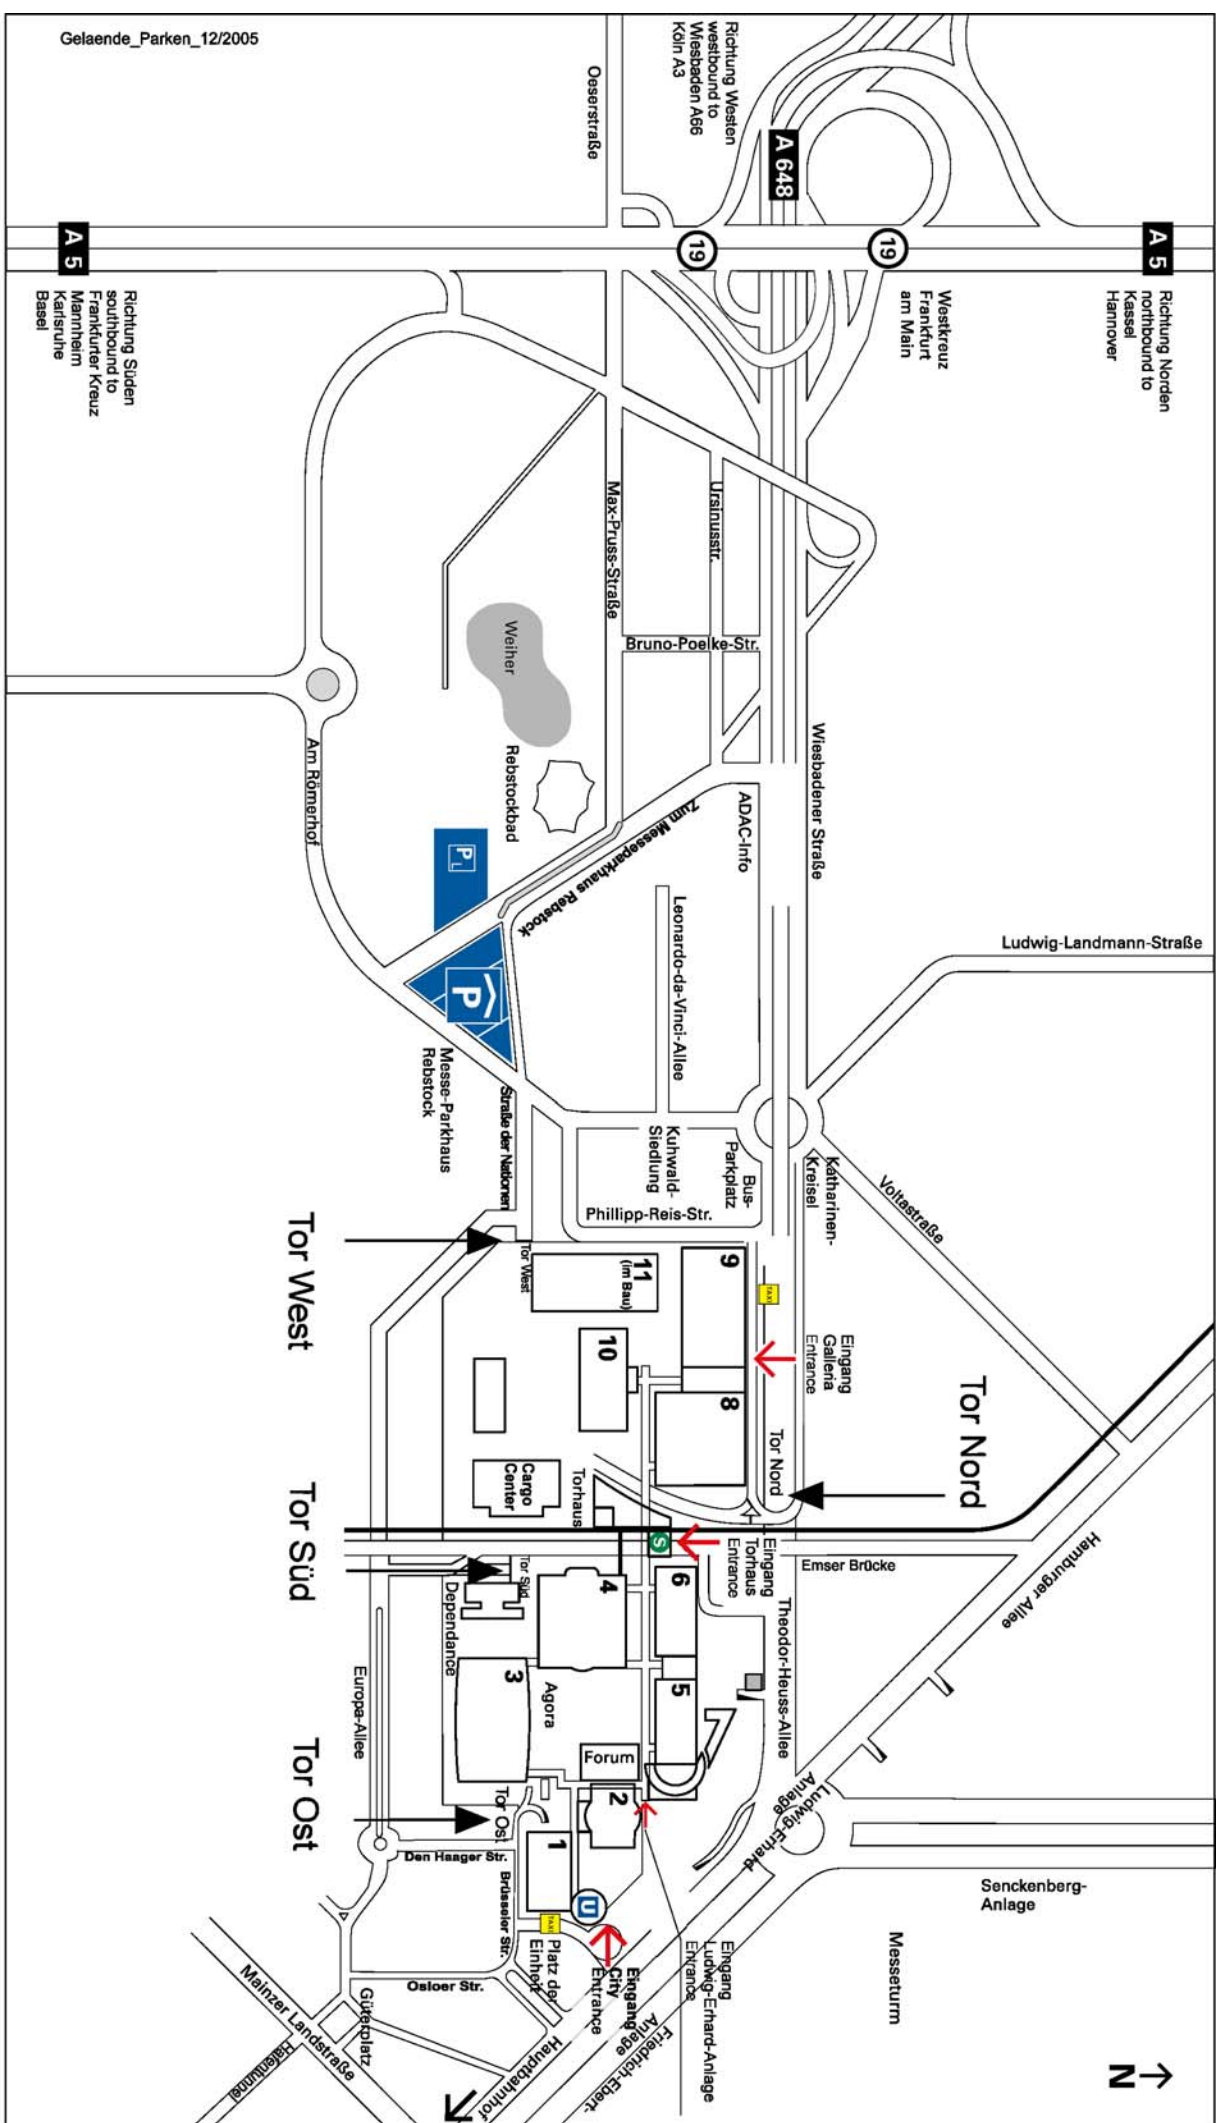 Gelaende_Parken_12/2005
Richtung Westen
westbound to
Wiesbaden A66
Köln A3
A 648
Oeserstraße
19
19
A 5
Richtung Norden
northbound to
Kassel
Hannover
Westkreuz
Frankfurt
am Main
A 5
Richtung Süden
southbound to
Frankfurter Kreuz
Mannheim
Karlsruhe
Basel
Ursinusstr.
Max-Pruss-Straße
Bruno-Poelke-Str.
Weiher
Rebstockbad
Wiesbadener Straße
ADAC-Info
Zum Messeparkhaus Rebstock
Am Römerhof
P L
P
Messe-Parkhaus
Rebstock
Leonardo-da-Vinci-Allee
Ludwig-Landmann-Straße
Straße der Nationen
Kuhwald-
Siedlung
Bus-
Parkplatz
Katharinen-
Kreisel
Voltastraße
Phillipp-Reis-Str.
Tor West
Tor West
11
(im Bau)
9
TAXI
Eingang
Galleria
Entrance
10
8
Tor Nord
Tor Nord
Cargo
Center
Torhaus
S
Eingang
Torhaus
Entrance
Emser Brücke
Hamburger Allee
Tor Süd
Tor Süd
Dependance
4
6
Theodor-Heuss-Allee
3
Agora
5
Europa-Allee
Forum
Ludwig-Erhard
Anlage
Tor Ost
Tor Ost
2
1
Den Haager Str.
Brüsseler Str.
U
TAXI
Senckenberg-
Anlage
Messeturm
Platz der
Einheit
Eingang
City
Entrance
Eingang
Ludwig-Erhard-Anlage
Entrance
Osloer Str.
Güterplatz
Mainzer Landstraße
Hafentunnel
Hauptbahnhof
Friedrich-Ebert-
Anlage
N